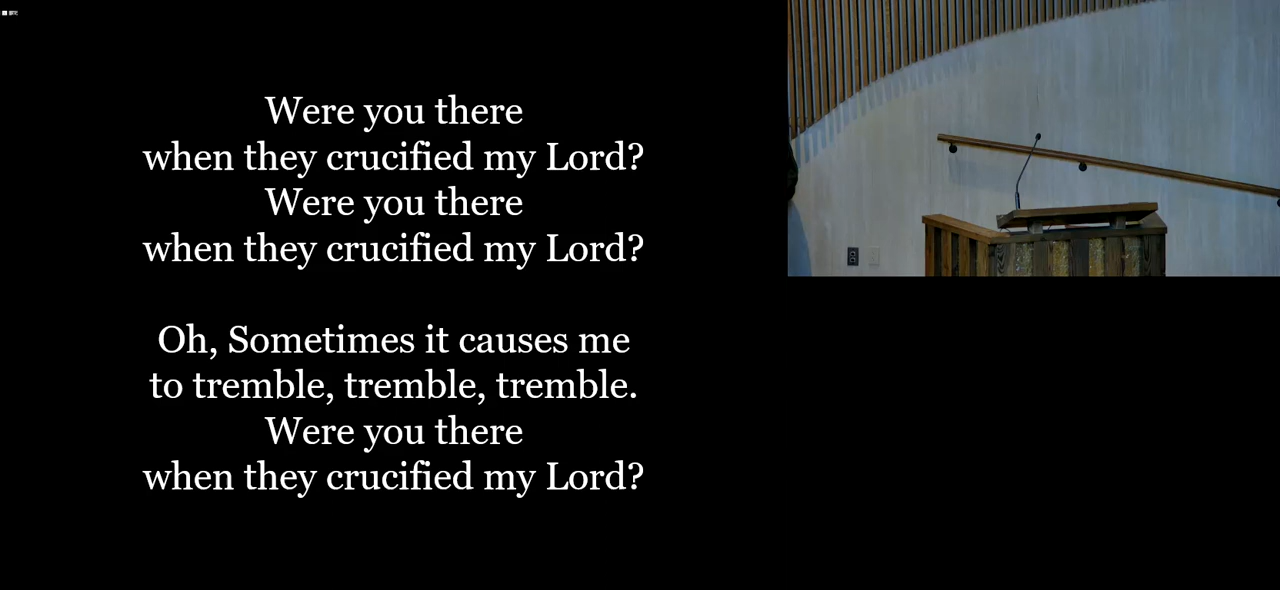 Were you there
when they crucified my Lord?
Were you there
when they crucified my Lord?
Oh, Sometimes it causes me
to tremble, tremble, tremble.
Were you there
when they crucified my Lord?